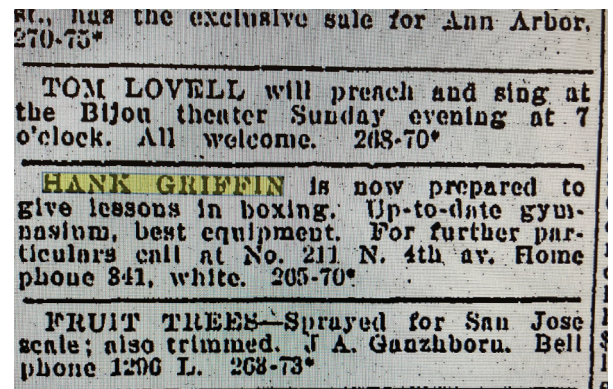 st., has the exclusive sale for Ann Arbor.
270-75*
TOM LOVELL will preach and sing at
the Bijou theater Sunday evening at 7
o'clock. All welcome. 268-70*
HANK GRIFFIN is now prepared to
give lessons in boxing. Up-to-date gym-
nasium, best equipment. For further par-
ticulars call at No. 211 N. 4th av. Home
phone 841, white. 265-70*
FRUIT TREES—Sprayed for San Jose
scale; also trimmed. J A. Ganzhborn. Bell
phone 1296 L. 268-73*